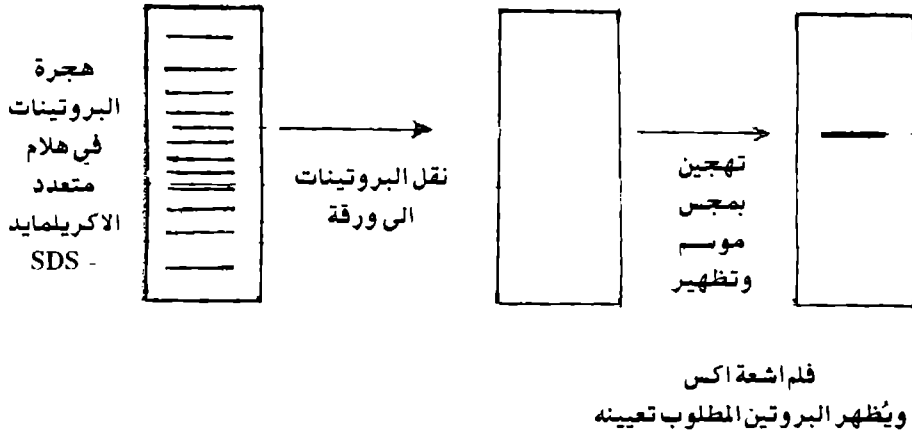 هجرة
البروتينات
في هلام
متعدد
الاكريلمايد
SDS -
نقل البروتينات
الى ورقة
تهجين
بمجس
موسم
وتظهير
فلم اشعة اكس
ويُظهر البروتين المطلوب تعيينه